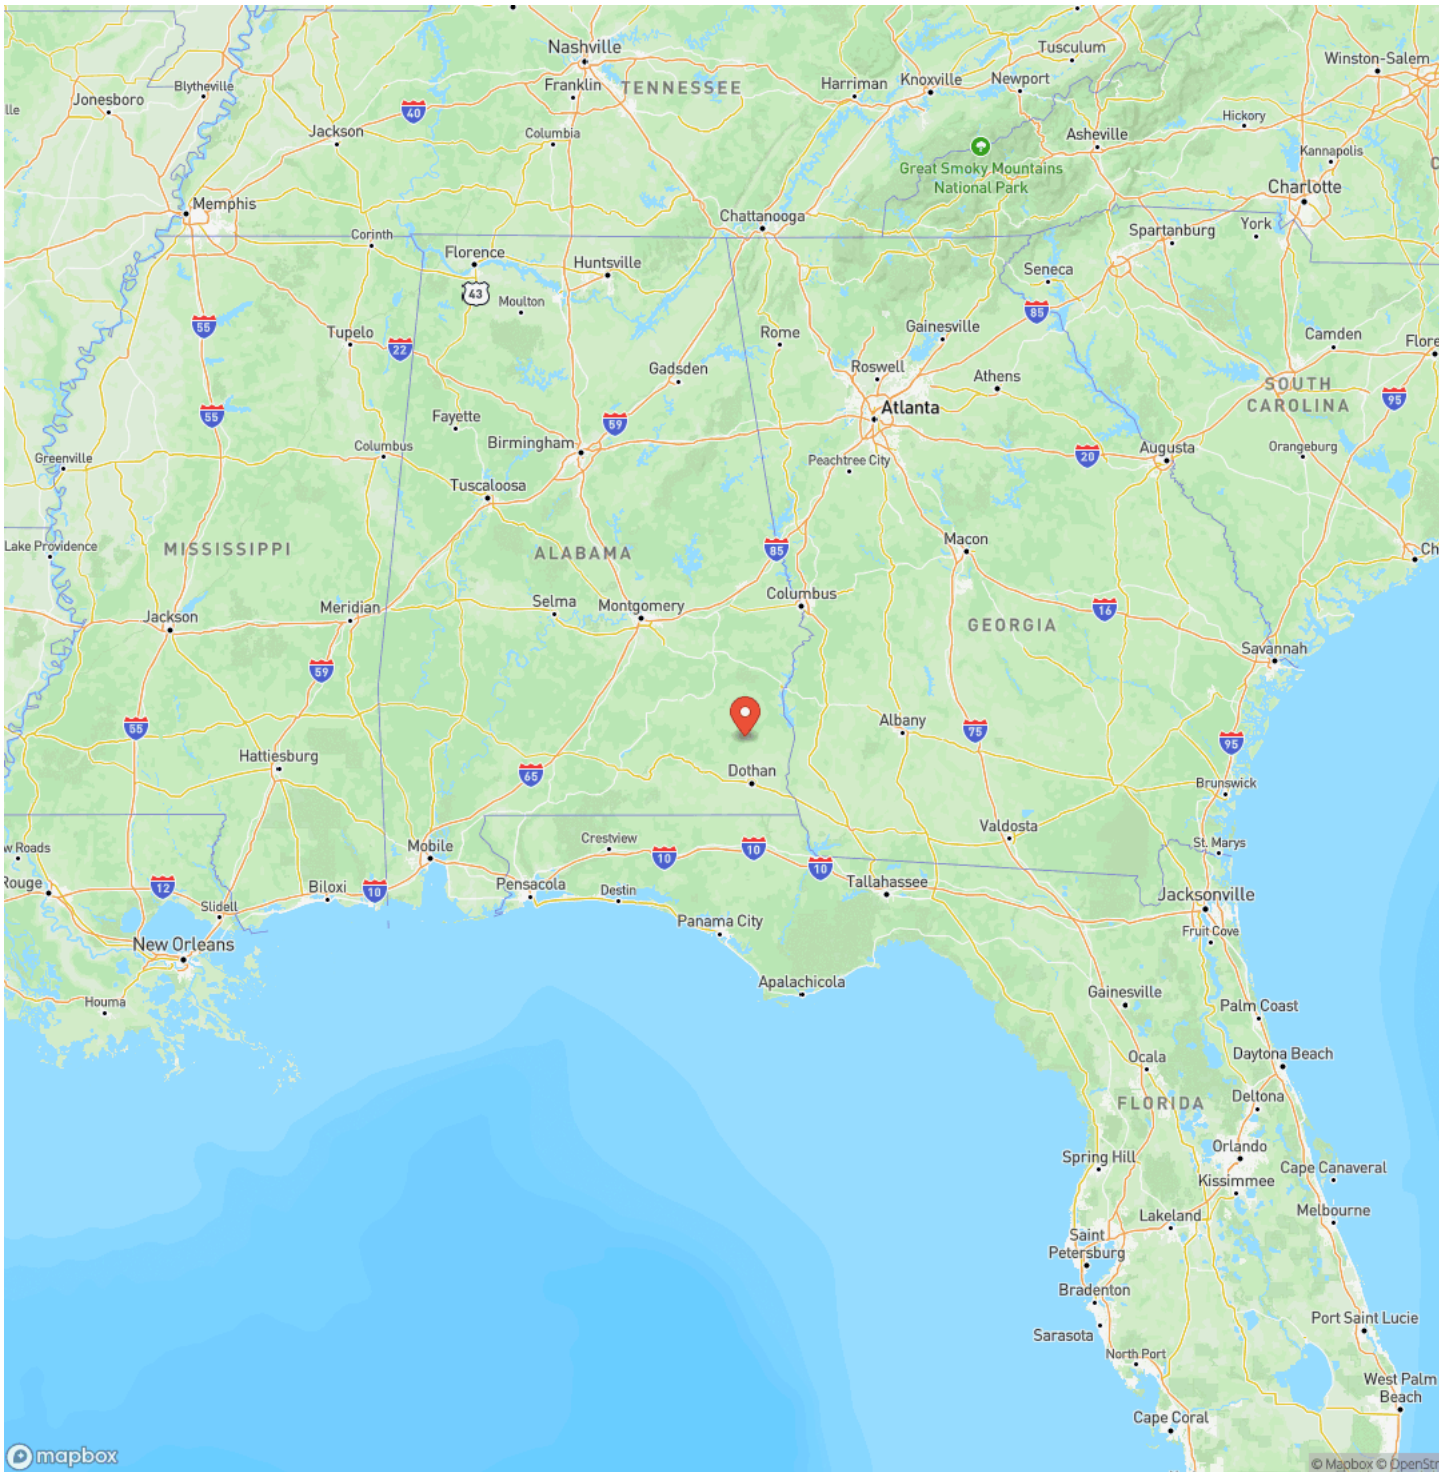 Nashville
Tusculum
Winston-Salem
TENNESSEE
Franklin
Harriman
Knoxville
Newport
Blytheville
Jonesboro
lle
40
Hickory
Jackson
Columbia
Asheville
Kannapolis
C
Great Smoky Mountains
National Park
Charlotte
Memphis
Chattanooga
Corinth
Spartanburg
York
Florence
Huntsville
Seneca
43
Moulton
55
85
Tupelo
Rome
Gainesville
Camden
Flore
22
Gadsden
Roswell
Athens
SOUTH
CAROLINA
95
55
Fayette
59
Atlanta
Columbus
Birmingham
Greenville
Peachtree City
20
Augusta
Orangeburg
Tuscaloosa
Lake Providence
MISSISSIPPI
ALABAMA
85
Macon
Ch
Jackson
Meridian
Selma
Montgomery
Columbus
16
GEORGIA
Savannah
59
55
Albany
75
95
Hattiesburg
65
Dothan
Brunswick
w Roads
Mobile
Crestview
10
10
10
Valdosta
St. Marys
Rouge
12
Biloxi
10
Pensacola
Destin
Tallahassee
Jacksonville
Slidell
Panama City
Fruit Cove
New Orleans
Houma
Apalachicola
Gainesville
Palm Coast
Ocala
Daytona Beach
FLORIDA
Deltona
Orlando
Spring Hill
Cape Canaveral
Kissimmee
Lakeland
Melbourne
Saint
Petersburg
Bradenton
Sarasota
Port Saint Lucie
North Port
West Palm
Beach
Cape Coral
mapbox
© Mapbox © OpenStr